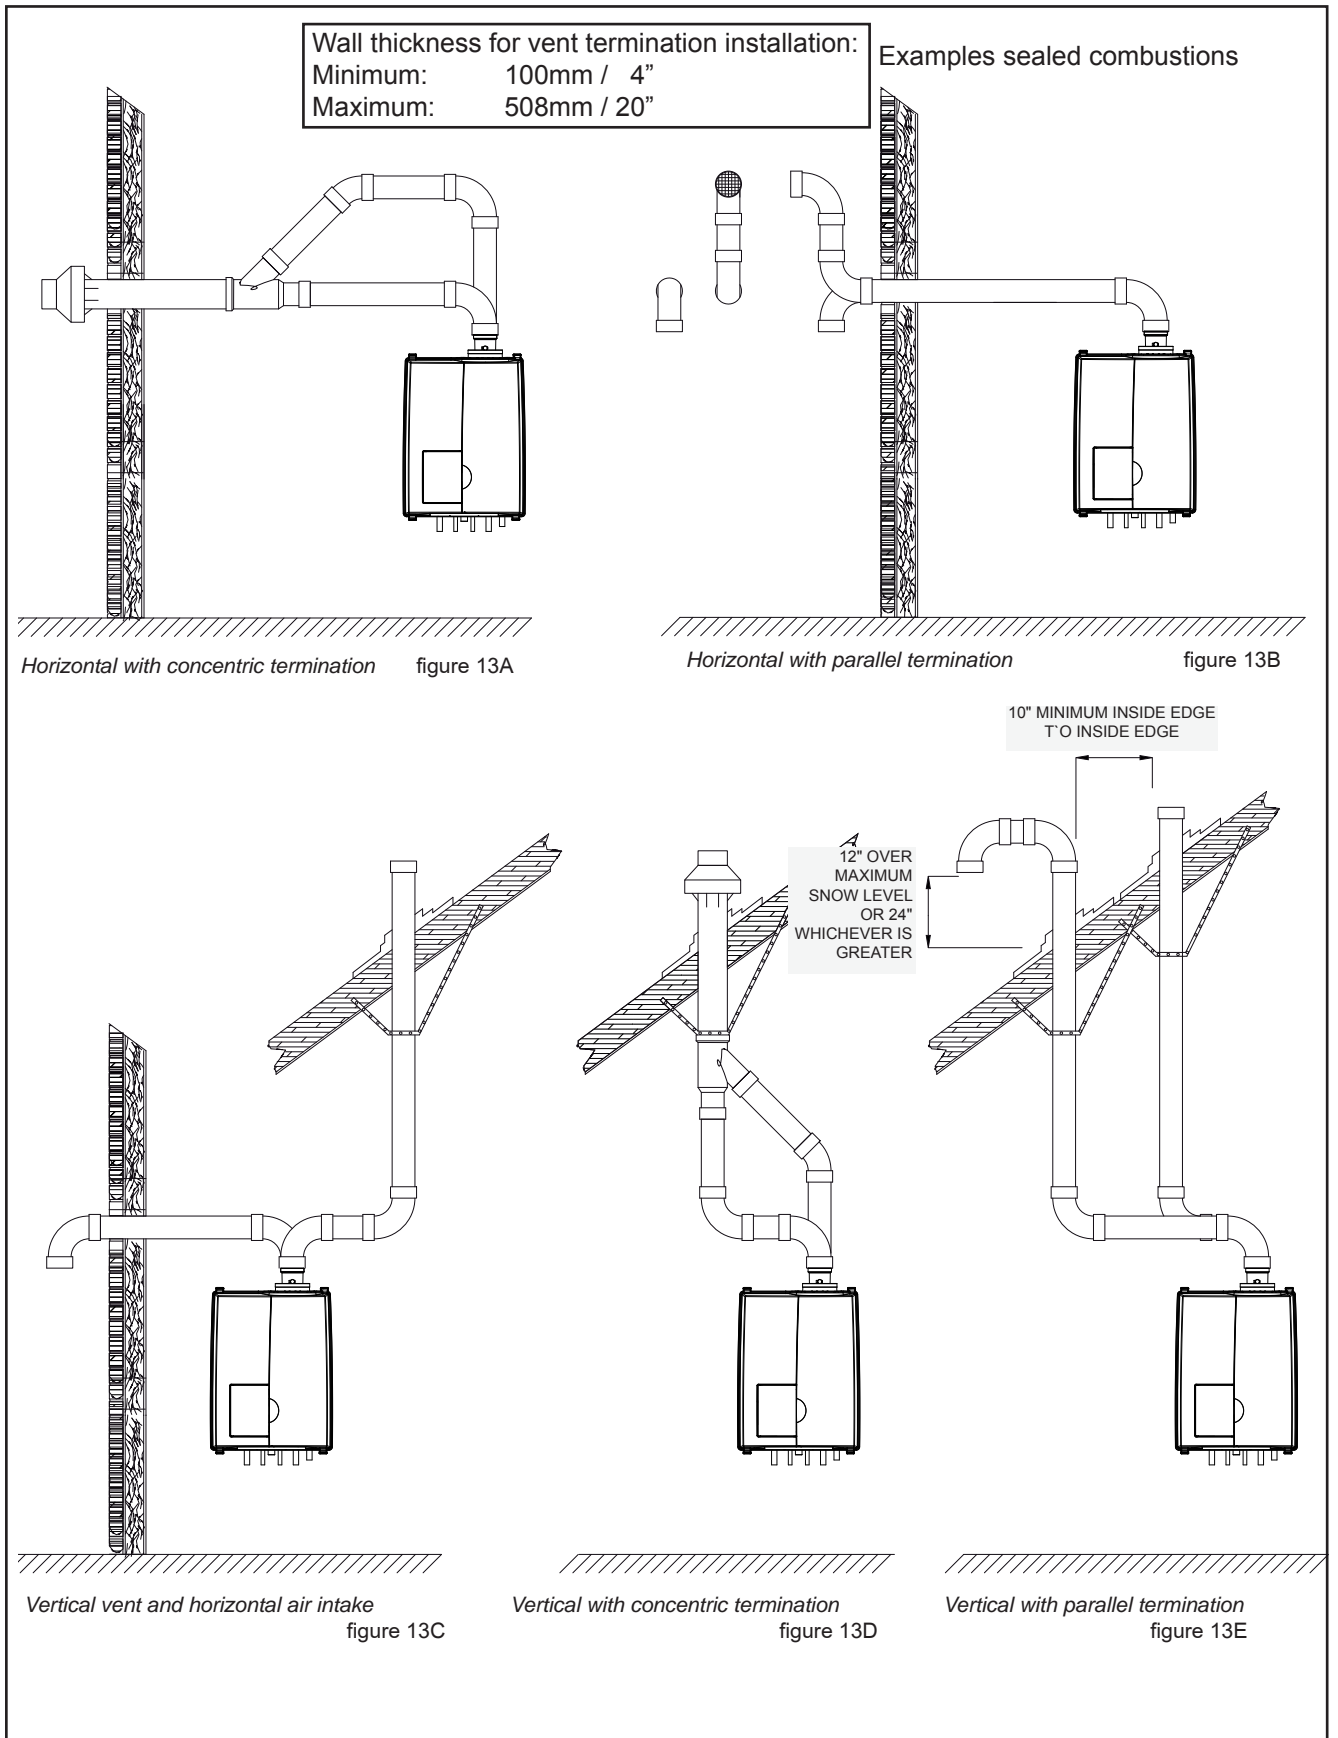 Wall thickness for vent termination installation:
Minimum: 100mm / 4”
Maximum: 508mm / 20”
Examples sealed combustions
Horizontal with concentric termination figure 13A
Horizontal with parallel termination figure 13B
10" MINIMUM INSIDE EDGE
T`O INSIDE EDGE
12" OVER
MAXIMUM
SNOW LEVEL
OR 24"
WHICHEVER IS
GREATER
Vertical vent and horizontal air intake
figure 13C
Vertical with concentric termination
figure 13D
Vertical with parallel termination
figure 13E